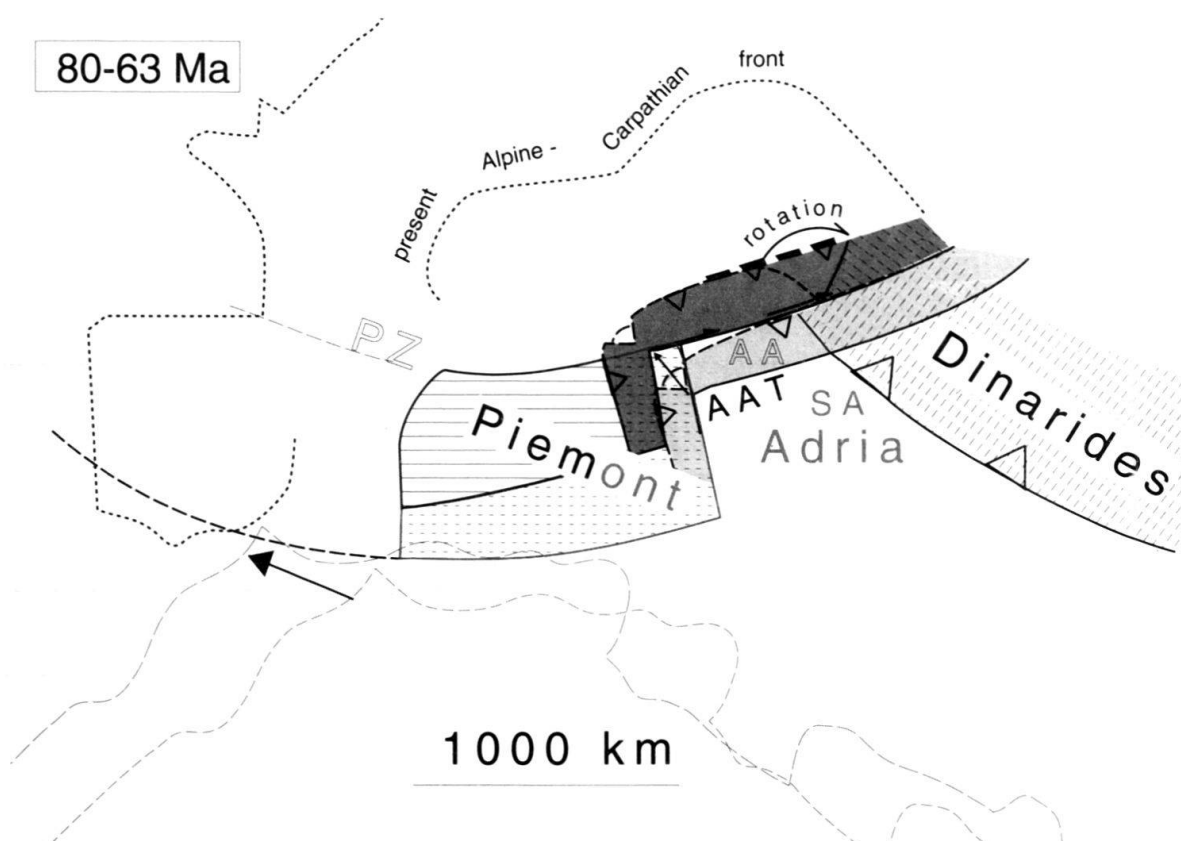 80-63 Ma
present Alpine - Carpathian front
rotation
PZ
AA
AAT
SA
Adria
Piemont
Dinarides
1000 km